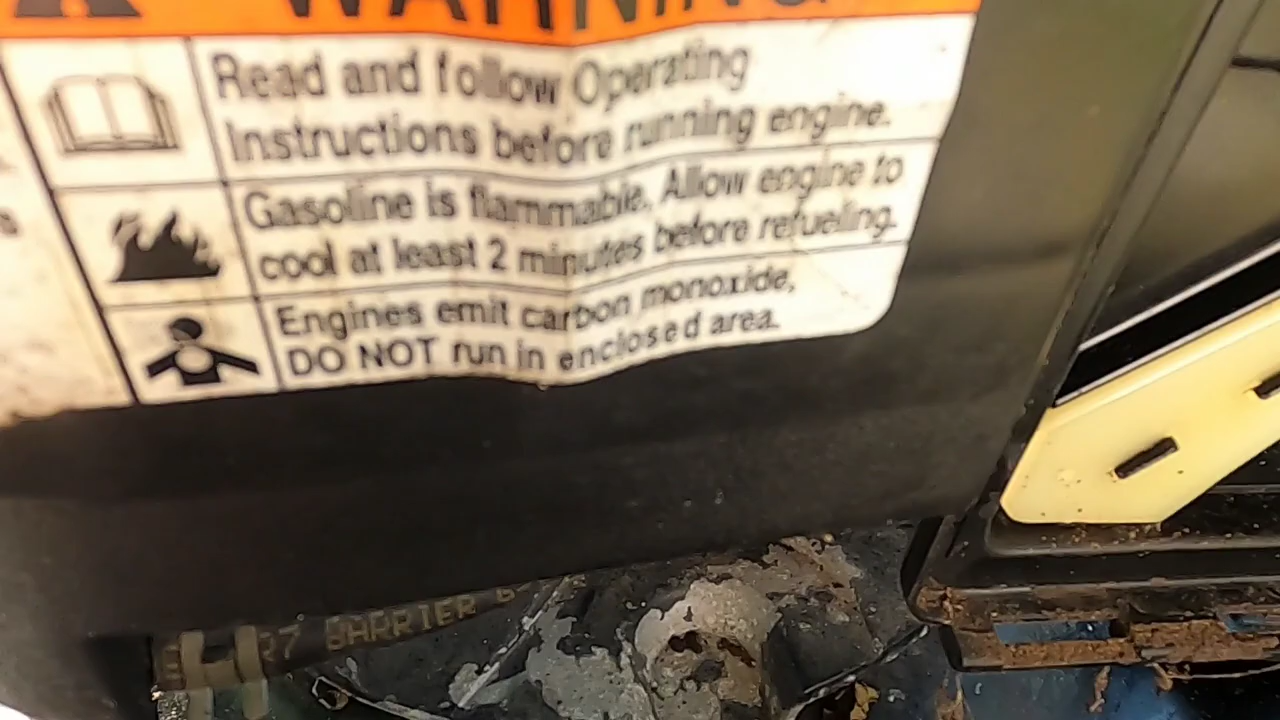 WARNING
Read and follow Operating
Instructions before running engine.
Gasoline is flammable. Allow engine to
cool at least 2 minutes before refueling.
Engines emit carbon monoxide,
DO NOT run in enclosed area.
BARRIER